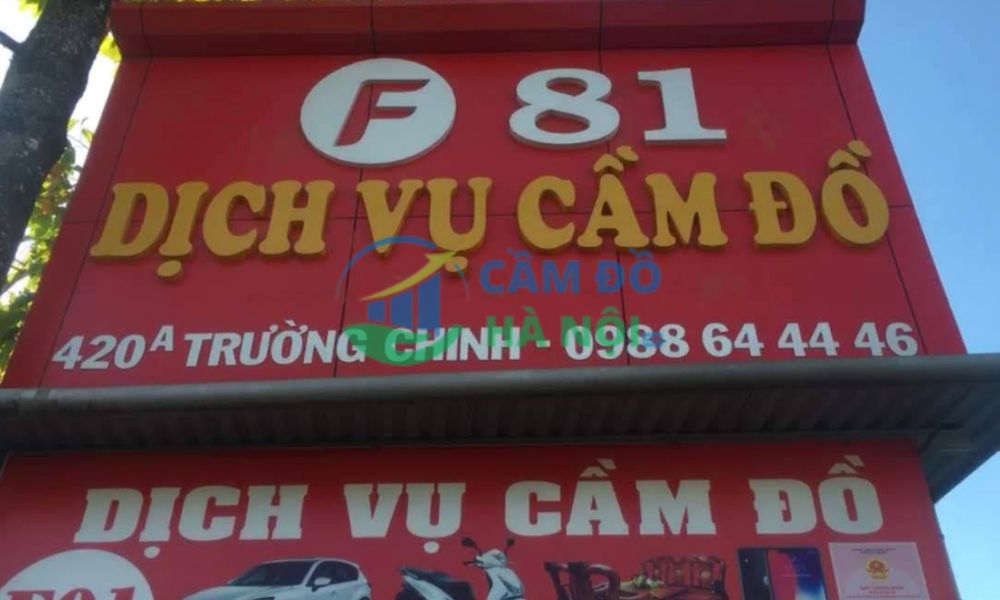 F 81
DỊCH VỤ CẦM ĐỒ
CẦM ĐỒ
HÀ NỘI
420A TRƯỜNG CHINH - 0988 64 44 46
DỊCH VỤ CẦM ĐỒ